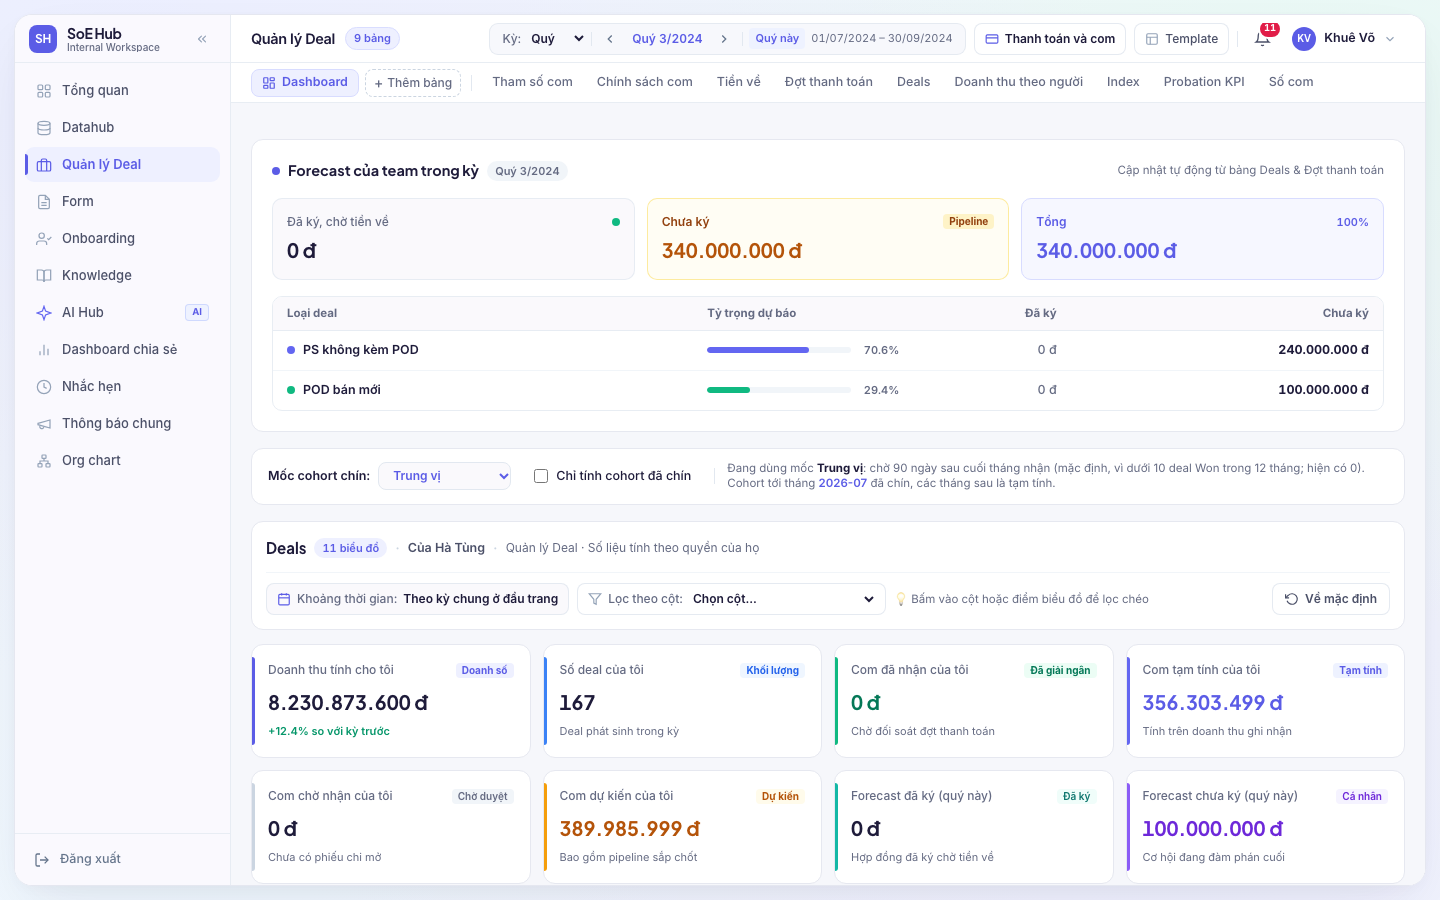 SH
SoEHub
Internal Workspace
Tổng quan
Datahub
Quản lý Deal
Form
Onboarding
Knowledge
AI Hub
AI
Dashboard chia sẻ
Nhắc hẹn
Thông báo chung
Org chart
Đăng xuất
Quản lý Deal
9 bảng
Kỳ: Quý
Quý 3/2024
Quý này
01/07/2024 – 30/09/2024
Thanh toán và com
Template
11
KV
Khuê Võ
Dashboard
+ Thêm bảng
Tham số com
Chính sách com
Tiền về
Đợt thanh toán
Deals
Doanh thu theo người
Index
Probation KPI
Số com
Forecast của team trong kỳ
Quý 3/2024
Cập nhật tự động từ bảng Deals & Đợt thanh toán
Đã ký, chờ tiền về
0 đ
Chưa ký
Pipeline
340.000.000 đ
Tổng
100%
340.000.000 đ
Loại deal
Tỷ trọng dự báo
Đã ký
Chưa ký
PS không kèm POD
70.6%
0 đ
240.000.000 đ
POD bán mới
29.4%
0 đ
100.000.000 đ
Mốc cohort chín:
Trung vị
Chỉ tính cohort đã chín
Đang dùng mốc Trung vị: chờ 90 ngày sau cuối tháng nhận (mặc định, vì dưới 10 deal Won trong 12 tháng; hiện có 0).
Cohort tới tháng 2026-07 đã chín, các tháng sau là tạm tính.
Deals
11 biểu đồ
· Của Hà Tùng · Quản lý Deal · Số liệu tính theo quyền của họ
Khoảng thời gian: Theo kỳ chung ở đầu trang
Lọc theo cột: Chọn cột...
Bấm vào cột hoặc điểm biểu đồ để lọc chéo
Về mặc định
Doanh thu tính cho tôi
Doanh số
8.230.873.600 đ
+12.4% so với kỳ trước
Số deal của tôi
Khối lượng
167
Deal phát sinh trong kỳ
Com đã nhận của tôi
Đã giải ngân
0 đ
Chờ đối soát đợt thanh toán
Com tạm tính của tôi
Tạm tính
356.303.499 đ
Tính trên doanh thu ghi nhận
Com chờ nhận của tôi
Chờ duyệt
0 đ
Chưa có phiếu chi mở
Com dự kiến của tôi
Dự kiến
389.985.999 đ
Bao gồm pipeline sắp chốt
Forecast đã ký (quý này)
Đã ký
0 đ
Hợp đồng đã ký chờ tiền về
Forecast chưa ký (quý này)
Cá nhân
100.000.000 đ
Cơ hội đang đàm phán cuối